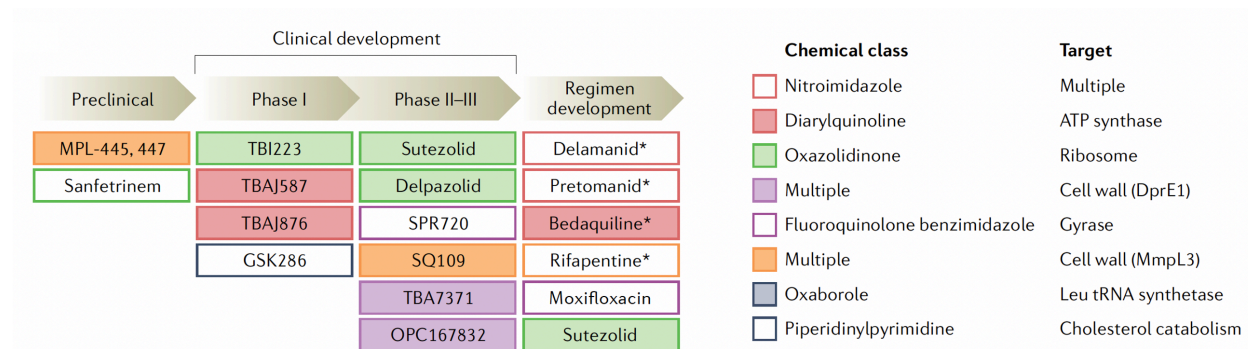 Clinical development
Preclinical
Phase I
Phase II–III
Regimen
development
MPL-445, 447
TBI223
Sutezolid
Delamanid*
Sanfetrinem
TBAJ587
Delpazolid
Pretomanid*
TBAJ876
SPR720
Bedaquiline*
GSK286
SQ109
Rifapentine*
TBA7371
Moxifloxacin
OPC167832
Sutezolid
Chemical class
Target
Nitroimidazole
Multiple
Diarylquinoline
ATP synthase
Oxazolidinone
Ribosome
Multiple
Cell wall (DprE1)
Fluoroquinolone benzimidazole
Gyrase
Multiple
Cell wall (MmpL3)
Oxaborole
Leu tRNA synthetase
Piperidinylpyrimidine
Cholesterol catabolism